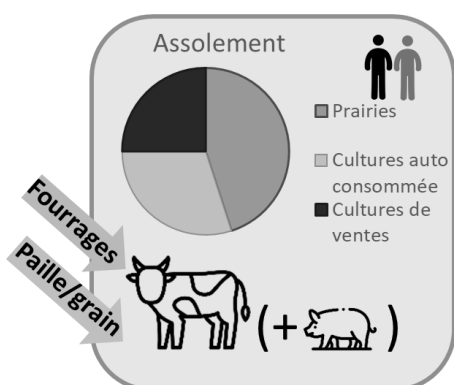 Assolement
Prairies
Cultures auto
consommée
Cultures de
ventes
Fourrages
Paille/grain
(+ )